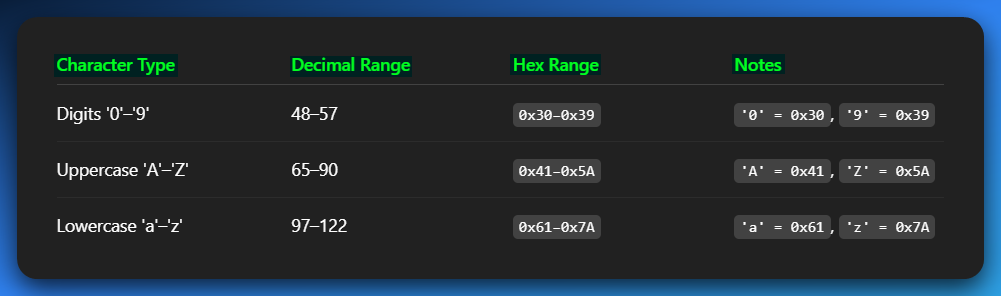 Character Type Decimal Range Hex Range Notes
Digits '0'–'9' 48–57 0x30–0x39 '0' = 0x30, '9' = 0x39
Uppercase 'A'–'Z' 65–90 0x41–0x5A 'A' = 0x41, 'Z' = 0x5A
Lowercase 'a'–'z' 97–122 0x61–0x7A 'a' = 0x61, 'z' = 0x7A